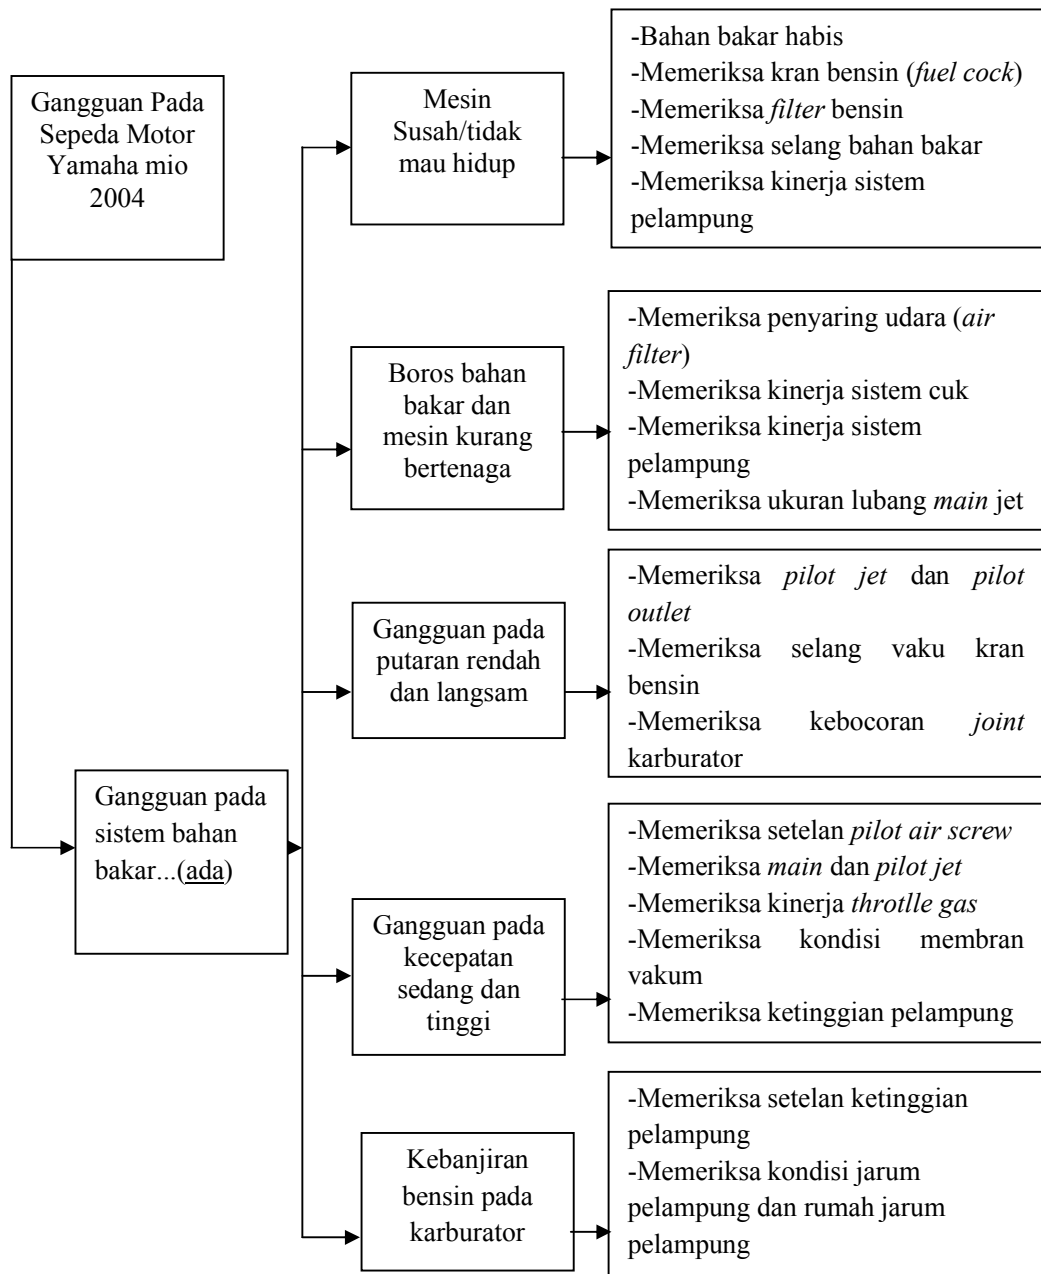 Gangguan Pada
Sepeda Motor
Yamaha mio
2004
Gangguan pada
sistem bahan
bakar...(ada)
Mesin
Susah/tidak
mau hidup
-Bahan bakar habis
-Memeriksa kran bensin (fuel cock)
-Memeriksa filter bensin
-Memeriksa selang bahan bakar
-Memeriksa kinerja sistem
pelampung
Boros bahan
bakar dan
mesin kurang
bertenaga
-Memeriksa penyaring udara (air
filter)
-Memeriksa kinerja sistem cuk
-Memeriksa kinerja sistem
pelampung
-Memeriksa ukuran lubang main jet
Gangguan pada
putaran rendah
dan langsam
-Memeriksa pilot jet dan pilot
outlet
-Memeriksa selang vaku kran
bensin
-Memeriksa kebocoran joint
karburator
Gangguan pada
kecepatan
sedang dan
tinggi
-Memeriksa setelan pilot air screw
-Memeriksa main dan pilot jet
-Memeriksa kinerja throtlle gas
-Memeriksa kondisi membran
vakum
-Memeriksa ketinggian pelampung
Kebanjiran
bensin pada
karburator
-Memeriksa setelan ketinggian
pelampung
-Memeriksa kondisi jarum
pelampung dan rumah jarum
pelampung